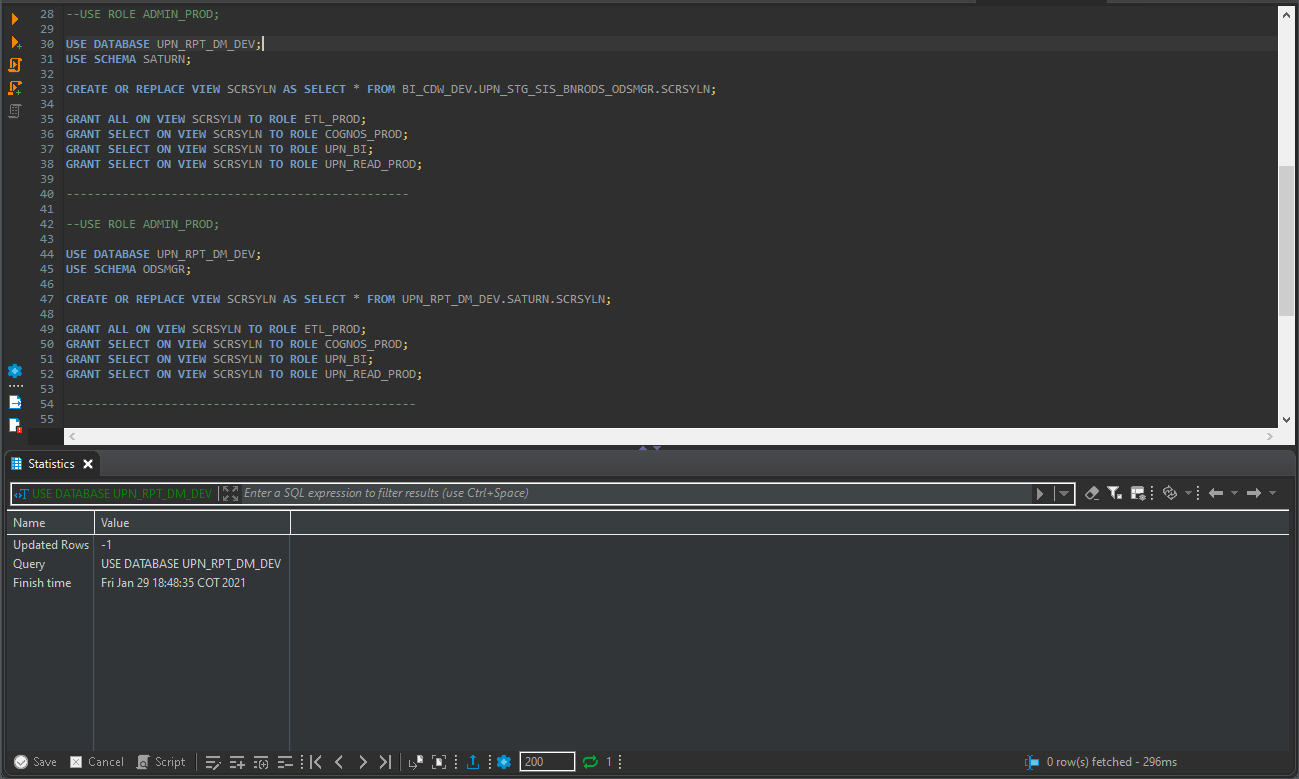 28 --USE ROLE ADMIN_PROD;
29
30 USE DATABASE UPN_RPT_DM_DEV;
31 USE SCHEMA SATURN;
32
33 CREATE OR REPLACE VIEW SCRSYLN AS SELECT * FROM BI_CDW_DEV.UPN_STG_SIS_BNRODS_ODSMGR.SCRSYLN;
34
35 GRANT ALL ON VIEW SCRSYLN TO ROLE ETL_PROD;
36 GRANT SELECT ON VIEW SCRSYLN TO ROLE COGNOS_PROD;
37 GRANT SELECT ON VIEW SCRSYLN TO ROLE UPN_BI;
38 GRANT SELECT ON VIEW SCRSYLN TO ROLE UPN_READ_PROD;
39
40 -------------------------------------------------
41
42 --USE ROLE ADMIN_PROD;
43
44 USE DATABASE UPN_RPT_DM_DEV;
45 USE SCHEMA ODSMGR;
46
47 CREATE OR REPLACE VIEW SCRSYLN AS SELECT * FROM UPN_RPT_DM_DEV.SATURN.SCRSYLN;
48
49 GRANT ALL ON VIEW SCRSYLN TO ROLE ETL_PROD;
50 GRANT SELECT ON VIEW SCRSYLN TO ROLE COGNOS_PROD;
51 GRANT SELECT ON VIEW SCRSYLN TO ROLE UPN_BI;
52 GRANT SELECT ON VIEW SCRSYLN TO ROLE UPN_READ_PROD;
53
54 --------------------------------------------------
55
Statistics
USE DATABASE UPN_RPT_DM_DEV Enter a SQL expression to filter results (use Ctrl+Space)
Name Value
Updated Rows -1
Query USE DATABASE UPN_RPT_DM_DEV
Finish time Fri Jan 29 18:48:35 COT 2021
Save Cancel Script 200 1 0 row(s) fetched - 296ms